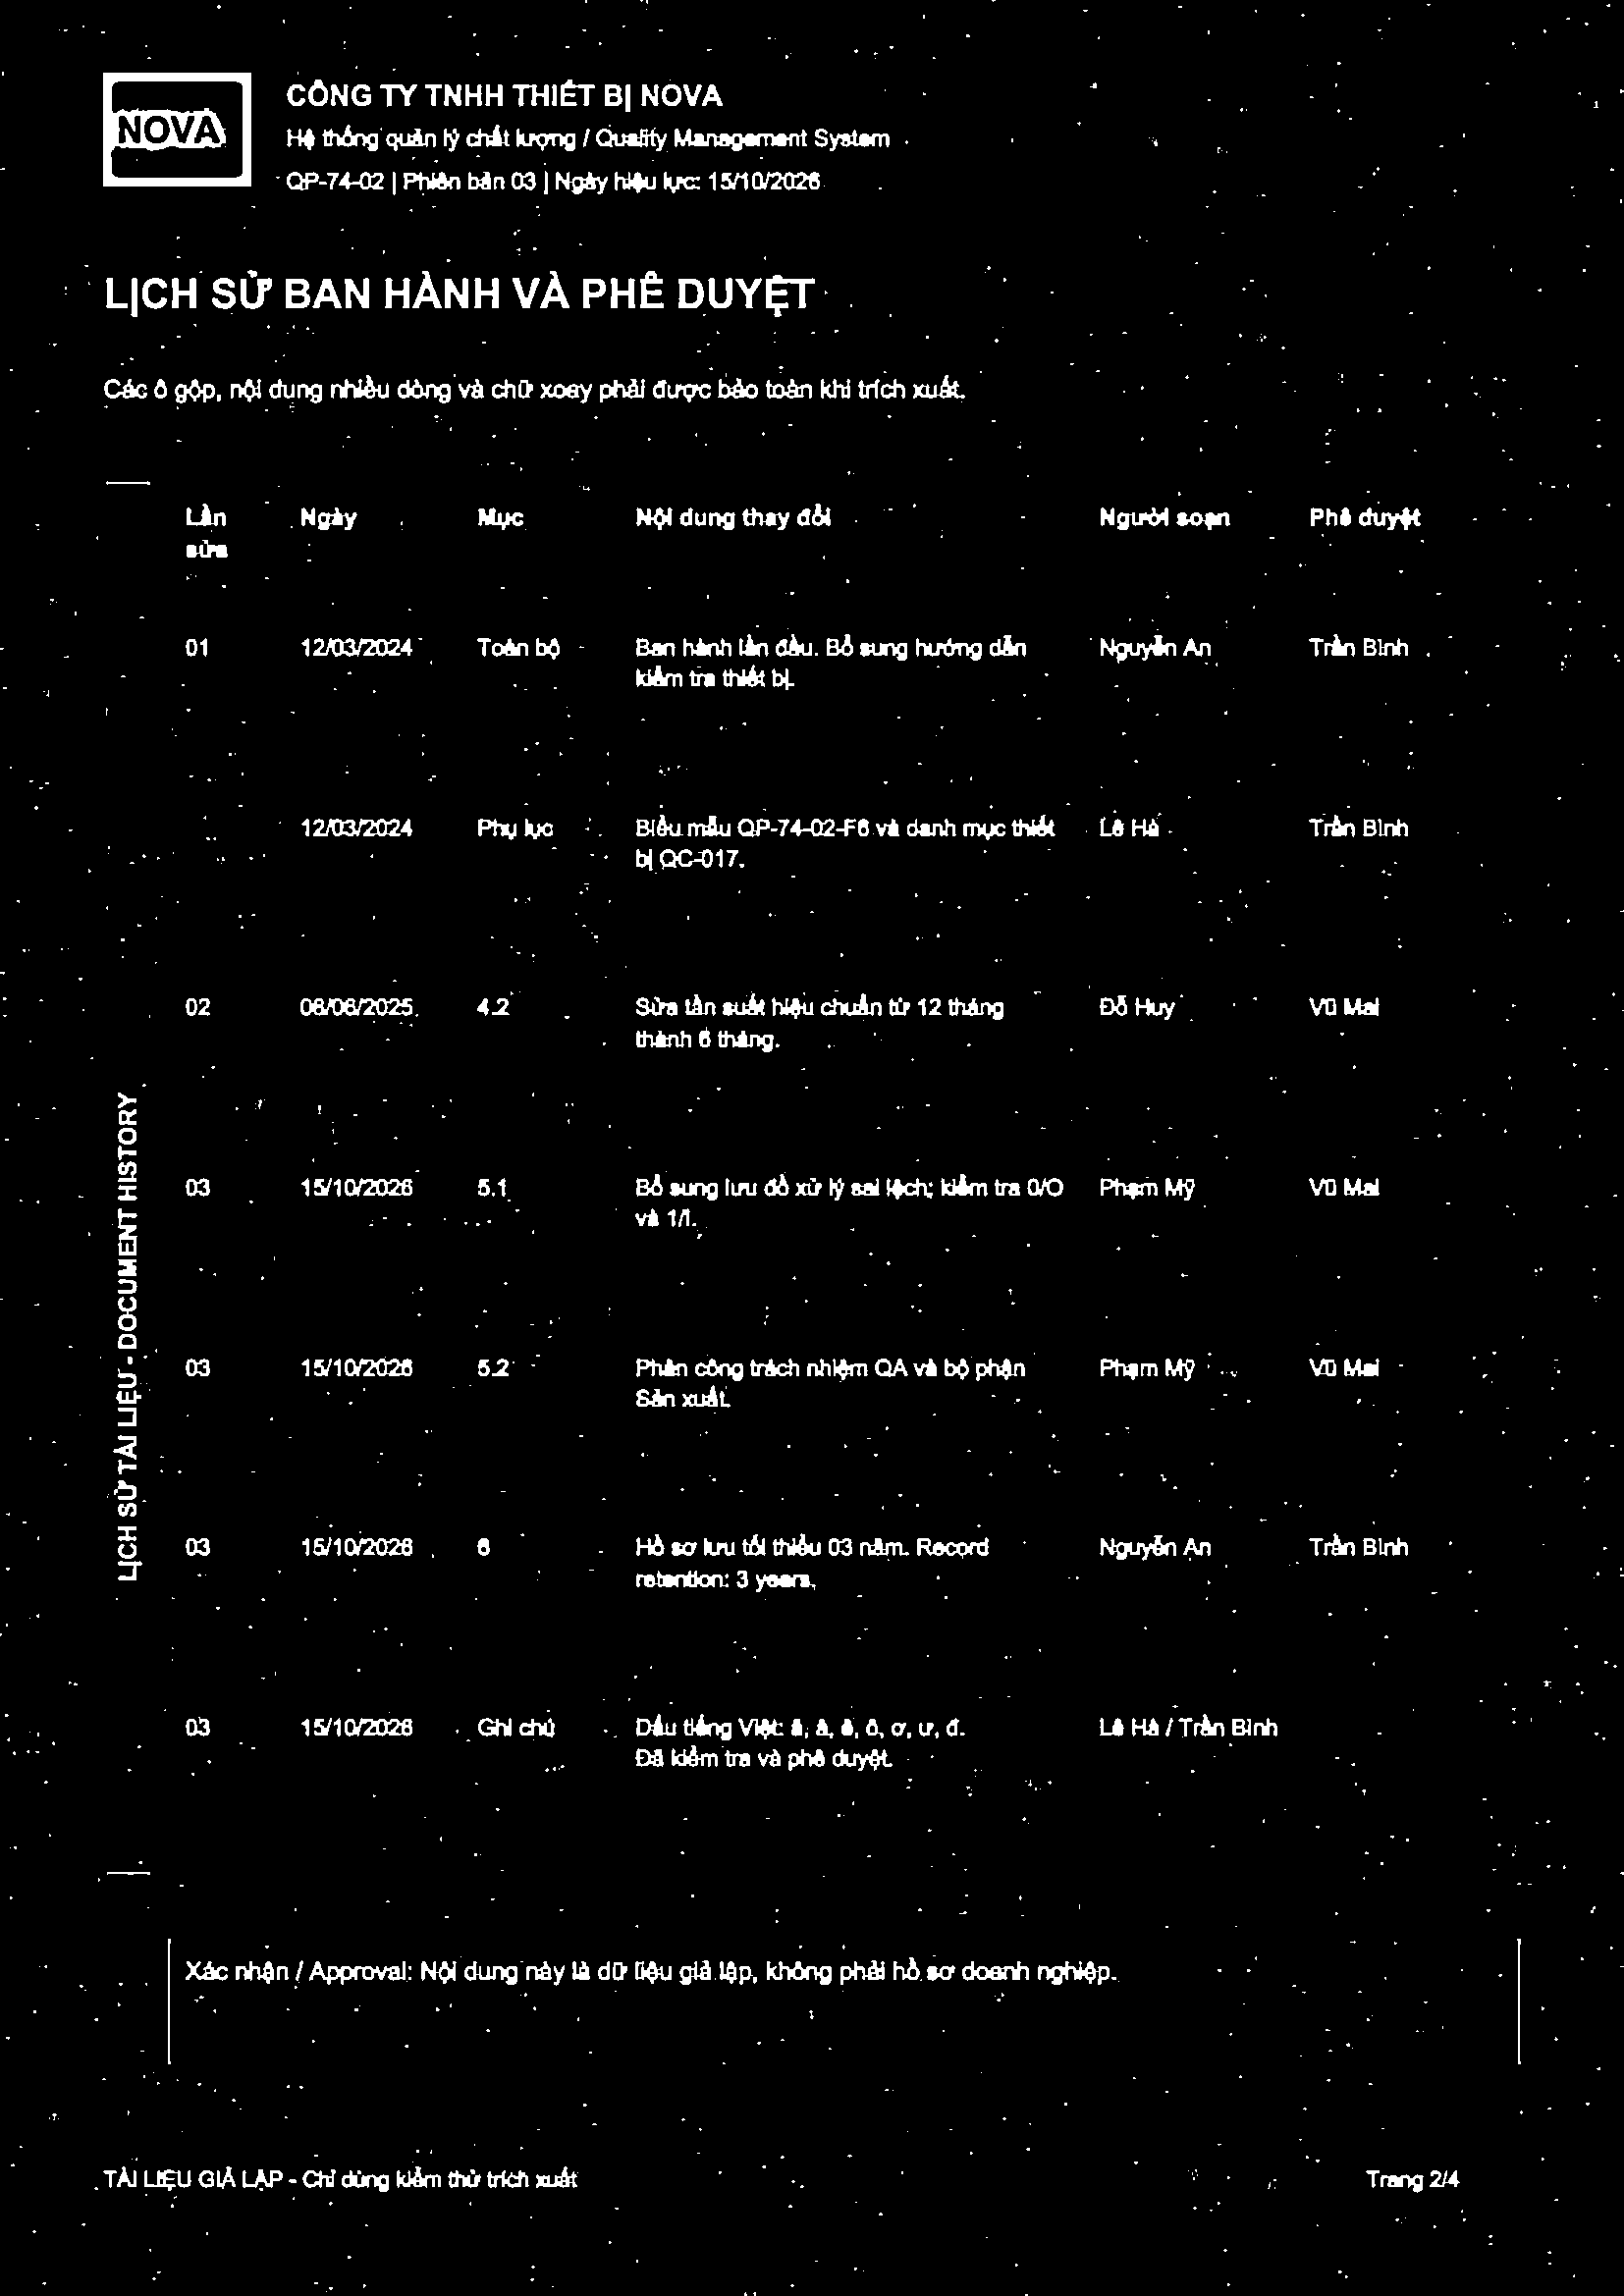 NOVA
CÔNG TY TNHH THIẾT BỊ NOVA
Hệ thống quản lý chất lượng / Quality Management System
QP-74-02 | Phiên bản 03 | Ngày hiệu lực: 15/10/2026
LỊCH SỬ BAN HÀNH VÀ PHÊ DUYỆT
Các ô gộp, nội dung nhiều dòng và chữ xoay phải được bảo toàn khi trích xuất.
LỊCH SỬ TÀI LIỆU - DOCUMENT HISTORY
Lần Ngày Mục Nội dung thay đổi Người soạn Phê duyệt
sửa
01 12/03/2024 Toàn bộ Ban hành lần đầu. Bổ sung hướng dẫn Nguyễn An Trần Bình
kiểm tra thiết bị.
12/03/2024 Phụ lục Biểu mẫu QP-74-02-F6 và danh mục thiết Lê Hà Trần Bình
bị QC-017.
02 08/06/2025 4.2 Sửa tần suất hiệu chuẩn từ 12 tháng Đỗ Huy Vũ Mai
thành 6 tháng.
03 15/10/2026 5.1 Bổ sung lưu đồ xử lý sai lệch; kiểm tra 0/O Phạm Mỹ Vũ Mai
và 1/I.
03 15/10/2026 5.2 Phân công trách nhiệm QA và bộ phận Phạm Mỹ Vũ Mai
Sản xuất.
03 15/10/2026 6 Hồ sơ lưu tối thiểu 03 năm. Record Nguyễn An Trần Bình
retention: 3 years.
03 15/10/2026 Ghi chú Dấu tiếng Việt: ă, â, ê, ô, ơ, ư, đ. Lê Hà / Trần Bình
Đã kiểm tra và phê duyệt.
Xác nhận / Approval: Nội dung này là dữ liệu giả lập, không phải hồ sơ doanh nghiệp.
TÀI LIỆU GIẢ LẬP - Chỉ dùng kiểm thử trích xuất Trang 2/4